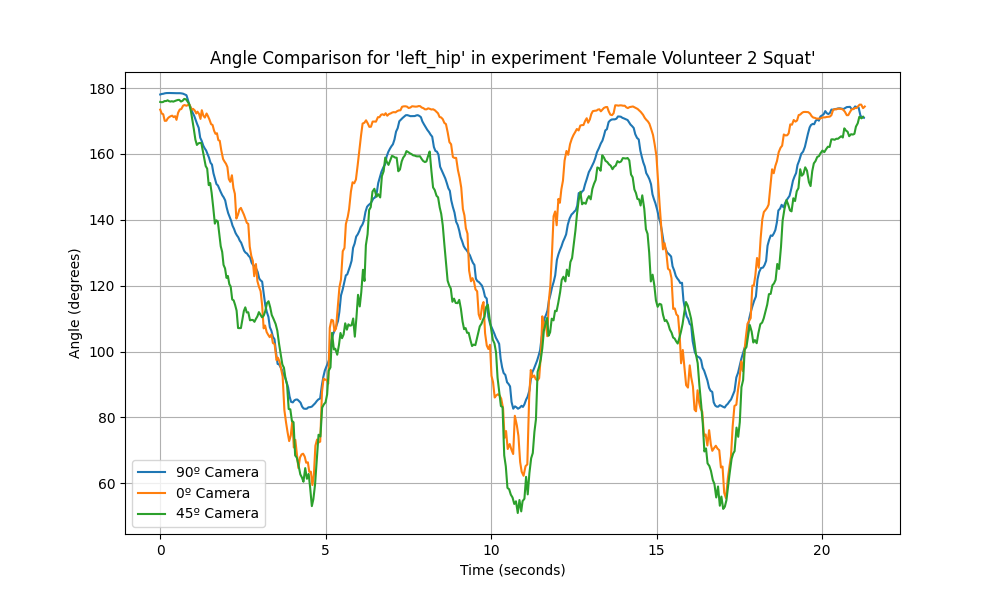 Angle Comparison for 'left_hip' in experiment 'Female Volunteer 2 Squat'
Angle (degrees)
180
160
140
120
100
80
60
90º Camera
0º Camera
45º Camera
0
5
10
15
20
Time (seconds)